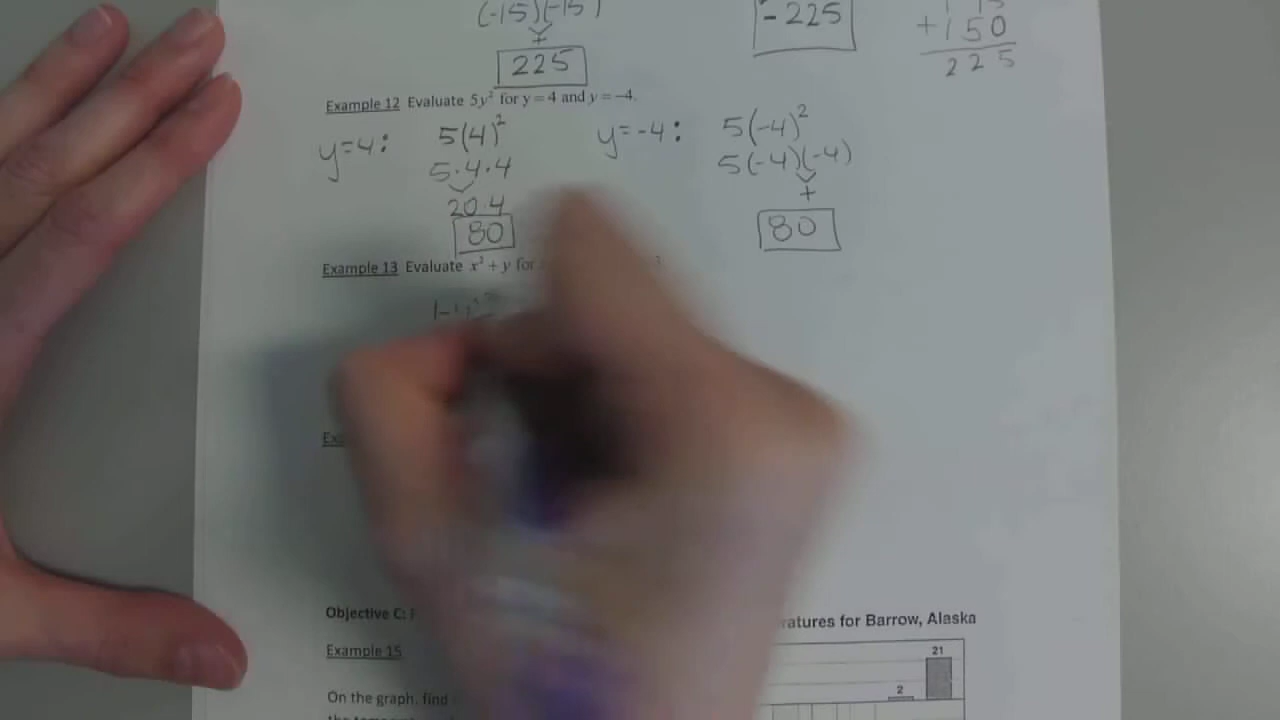 (-15)(-15)
+
225
-225
+150
225
Example 12 Evaluate 5y² for y = 4 and y = -4.
y=4: 5(4)² y=-4: 5(-4)²
5·4·4 5(-4)(-4)
20·4 +
80 80
Example 13 Evaluate x² + y for
Objective C: ratures for Barrow, Alaska
Example 15 21
2
On the graph, find